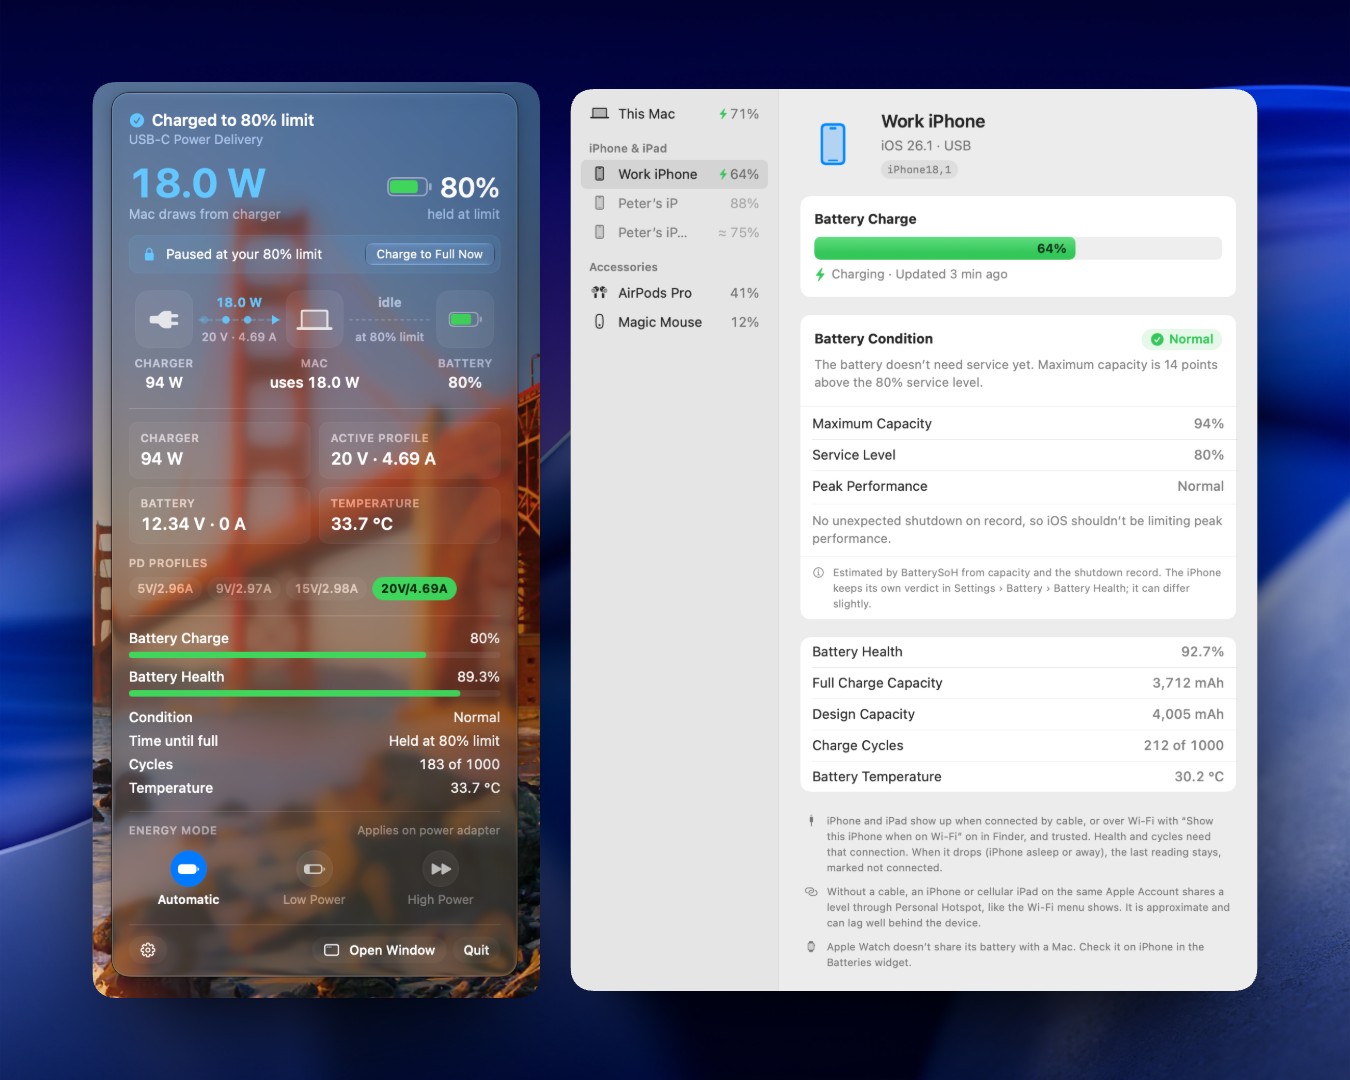 Charged to 80% limit
USB-C Power Delivery
18.0 W
80%
Mac draws from charger
held at limit
Paused at your 80% limit
Charge to Full Now
18.0 W
idle
20 V · 4.69 A
at 80% limit
CHARGER
MAC
BATTERY
94 W
uses 18.0 W
80%
CHARGER
94 W
ACTIVE PROFILE
20 V · 4.69 A
BATTERY
12.34 V · 0 A
TEMPERATURE
33.7 °C
PD PROFILES
5V/2.96A
9V/2.97A
15V/2.98A
20V/4.69A
Battery Charge
80%
Battery Health
89.3%
Condition
Normal
Time until full
Held at 80% limit
Cycles
183 of 1000
Temperature
33.7 °C
ENERGY MODE
Applies on power adapter
Automatic
Low Power
High Power
Open Window
Quit
This Mac
71%
iPhone & iPad
Work iPhone
64%
Peter's iP
88%
Peter's iP...
≈ 75%
Accessories
AirPods Pro
41%
Magic Mouse
12%
Work iPhone
iOS 26.1 · USB
iPhone18,1
Battery Charge
64%
Charging · Updated 3 min ago
Battery Condition
Normal
The battery doesn't need service yet. Maximum capacity is 14 points
above the 80% service level.
Maximum Capacity
94%
Service Level
80%
Peak Performance
Normal
No unexpected shutdown on record, so iOS shouldn't be limiting peak
performance.
Estimated by BatterySoH from capacity and the shutdown record. The iPhone
keeps its own verdict in Settings › Battery › Battery Health; it can differ
slightly.
Battery Health
92.7%
Full Charge Capacity
3,712 mAh
Design Capacity
4,005 mAh
Charge Cycles
212 of 1000
Battery Temperature
30.2 °C
iPhone and iPad show up when connected by cable, or over Wi-Fi with "Show
this iPhone when on Wi-Fi" on in Finder, and trusted. Health and cycles need
that connection. When it drops (iPhone asleep or away), the last reading stays,
marked not connected.
Without a cable, an iPhone or cellular iPad on the same Apple Account shares a
level through Personal Hotspot, like the Wi-Fi menu shows. It is approximate and
can lag well behind the device.
Apple Watch doesn't share its battery with a Mac. Check it on iPhone in the
Batteries widget.